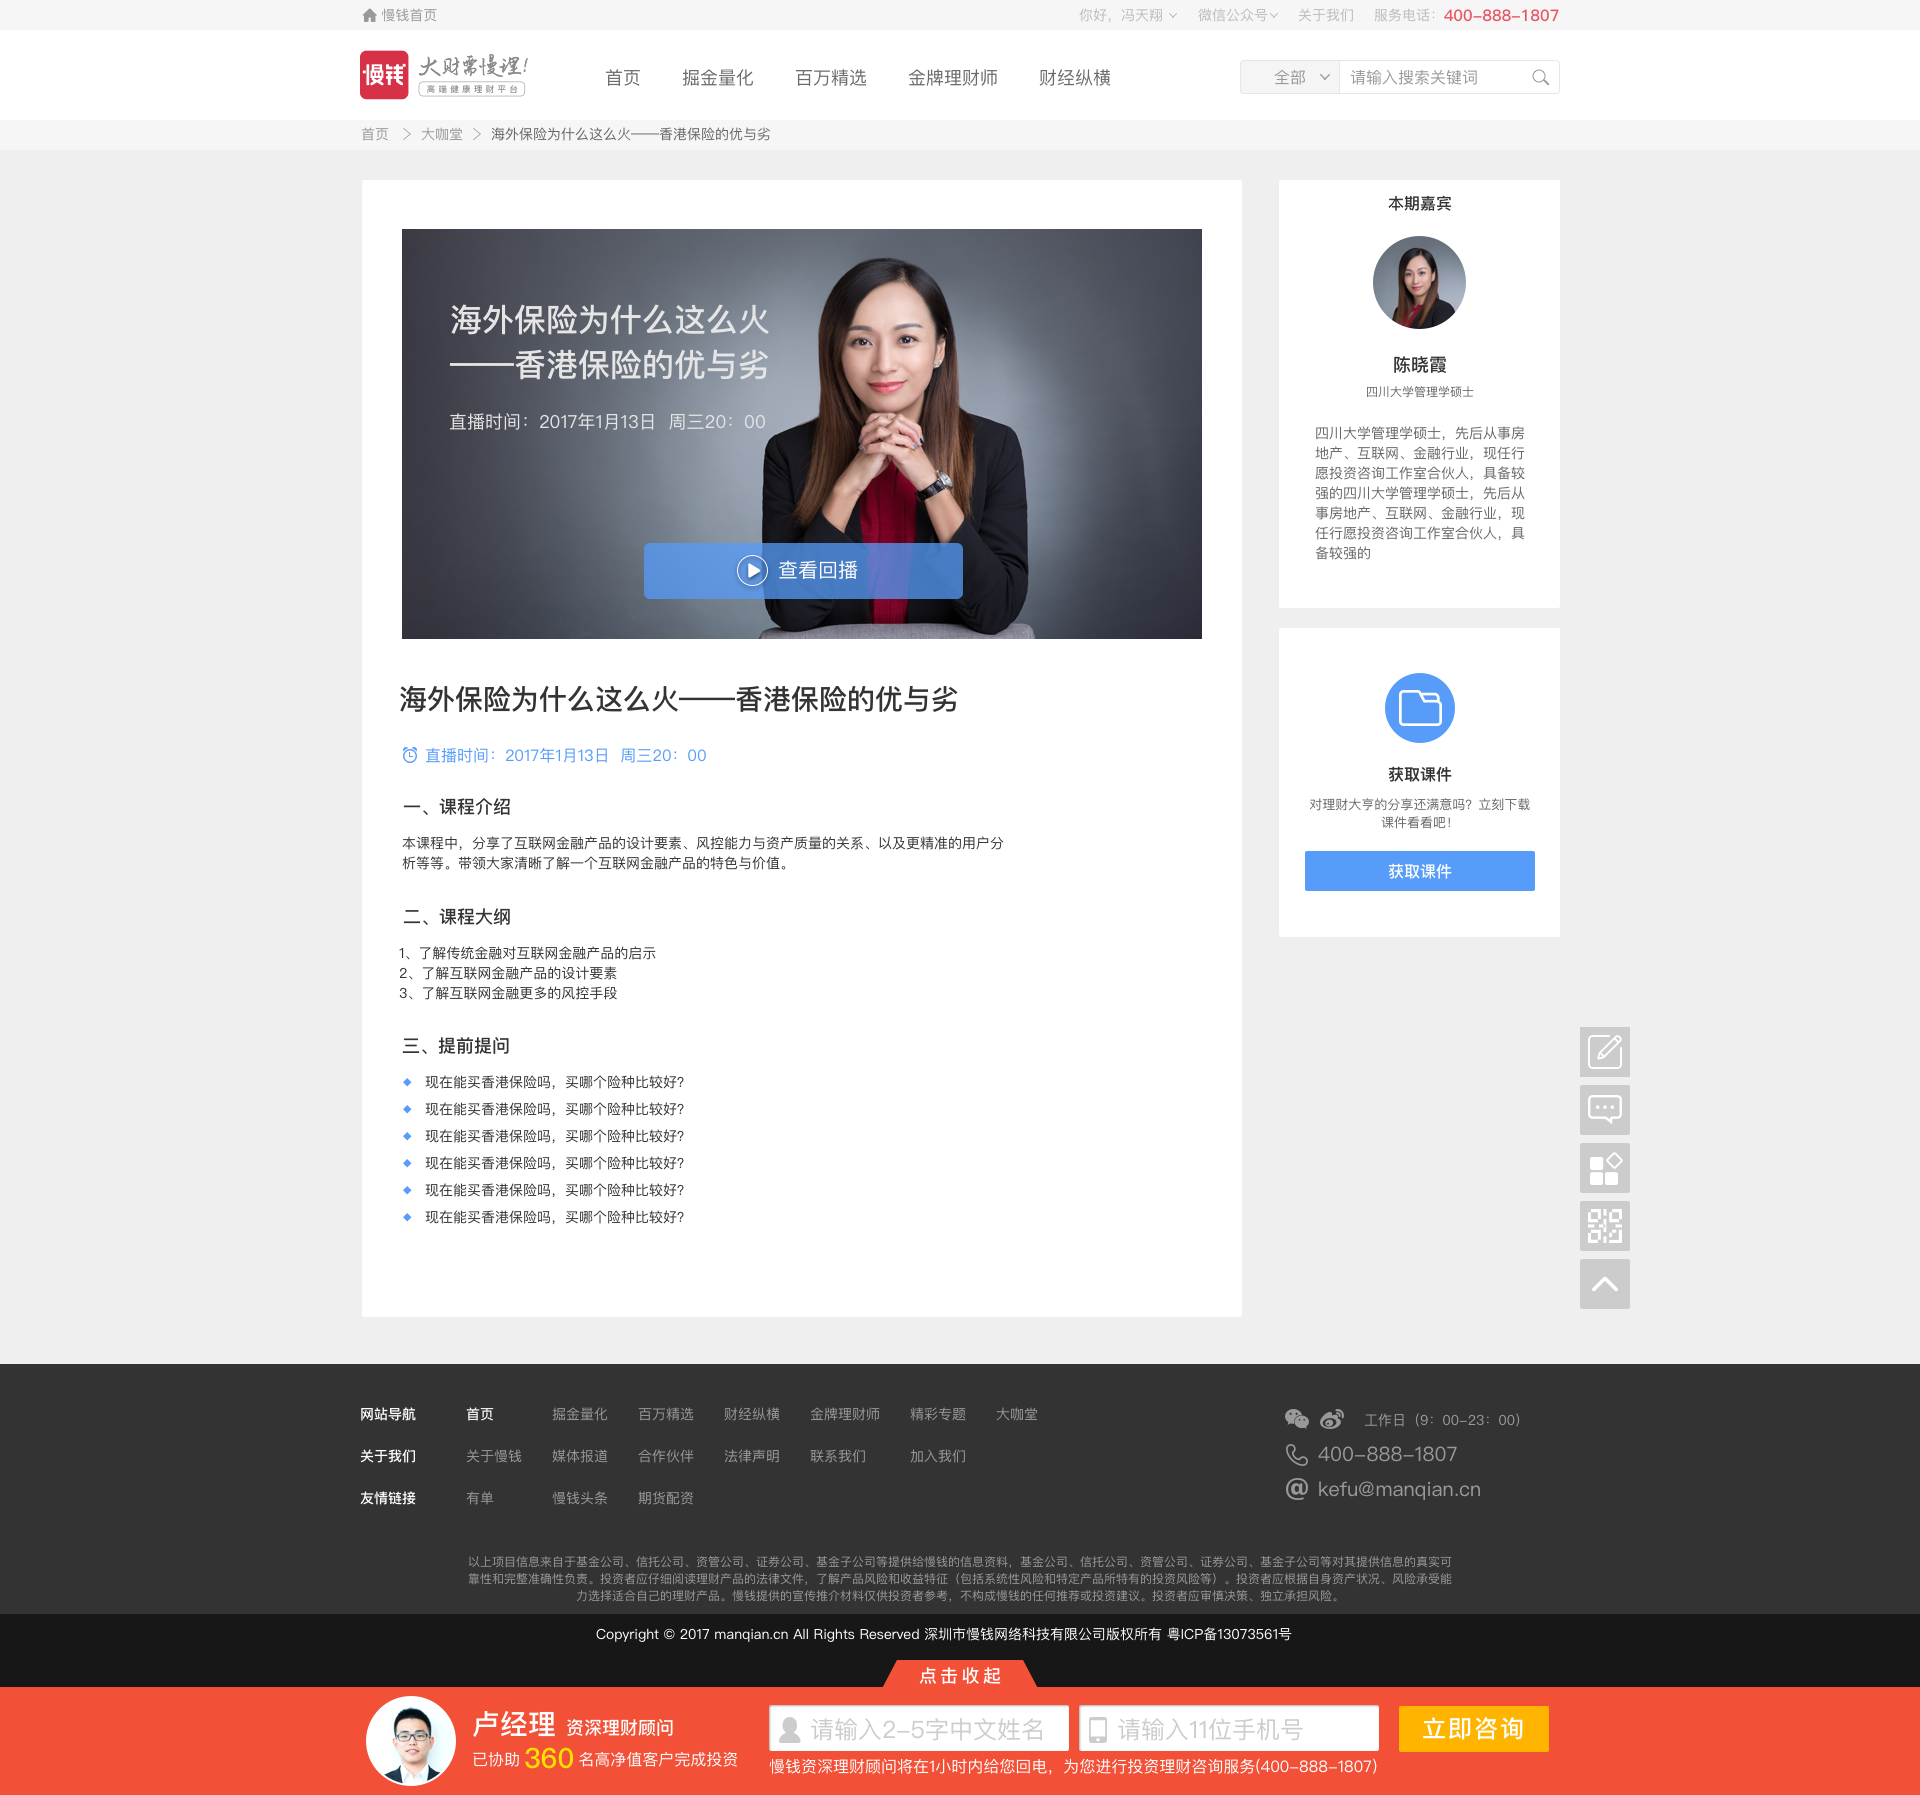 慢钱首页
你好，冯天翔 微信公众号 关于我们 服务电话：400-888-1807
慢钱 大财需慢理！
高端健康理财平台
首页 掘金量化 百万精选 金牌理财师 财经纵横
全部 请输入搜索关键词
首页 > 大咖堂 > 海外保险为什么这么火——香港保险的优与劣
海外保险为什么这么火
——香港保险的优与劣
直播时间：2017年1月13日 周三20：00
查看回播
海外保险为什么这么火——香港保险的优与劣
直播时间：2017年1月13日 周三20：00
一、课程介绍
本课程中，分享了互联网金融产品的设计要素、风控能力与资产质量的关系、以及更精准的用户分
析等等。带领大家清晰了解一个互联网金融产品的特色与价值。
二、课程大纲
1、了解传统金融对互联网金融产品的启示
2、了解互联网金融产品的设计要素
3、了解互联网金融更多的风控手段
三、提前提问
现在能买香港保险吗，买哪个险种比较好？
现在能买香港保险吗，买哪个险种比较好？
现在能买香港保险吗，买哪个险种比较好？
现在能买香港保险吗，买哪个险种比较好？
现在能买香港保险吗，买哪个险种比较好？
现在能买香港保险吗，买哪个险种比较好？
本期嘉宾
陈晓霞
四川大学管理学硕士
四川大学管理学硕士，先后从事房
地产、互联网、金融行业，现任行
愿投资咨询工作室合伙人，具备较
强的四川大学管理学硕士，先后从
事房地产、互联网、金融行业，现
任行愿投资咨询工作室合伙人，具
备较强的
获取课件
对理财大亨的分享还满意吗？立刻下载
课件看看吧！
获取课件
网站导航 首页 掘金量化 百万精选 财经纵横 金牌理财师 精彩专题 大咖堂
关于我们 关于慢钱 媒体报道 合作伙伴 法律声明 联系我们 加入我们
友情链接 有单 慢钱头条 期货配资
工作日（9：00-23：00）
400-888-1807
@ kefu@manqian.cn
以上项目信息来自于基金公司、信托公司、资管公司、证券公司、基金子公司等提供给慢钱的信息资料，基金公司、信托公司、资管公司、证券公司、基金子公司等对其提供信息的真实可
靠性和完整准确性负责。投资者应仔细阅读理财产品的法律文件，了解产品风险和收益特征（包括系统性风险和特定产品所特有的投资风险等）。投资者应根据自身资产状况、风险承受能
力选择适合自己的理财产品。慢钱提供的宣传推介材料仅供投资者参考，不构成慢钱的任何推荐或投资建议。投资者应审慎决策、独立承担风险。
Copyright © 2017 manqian.cn All Rights Reserved 深圳市慢钱网络科技有限公司版权所有 粤ICP备13073561号
点击收起
卢经理 资深理财顾问
已协助 360 名高净值客户完成投资
请输入2-5字中文姓名 请输入11位手机号 立即咨询
慢钱资深理财顾问将在1小时内给您回电，为您进行投资理财咨询服务(400-888-1807)